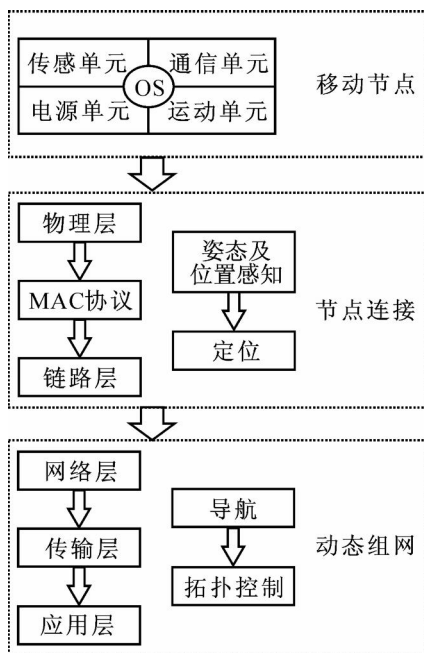 传感单元
通信单元
OS
电源单元
运动单元
移动节点
物理层
MAC协议
链路层
姿态及
位置感知
定位
节点连接
网络层
传输层
应用层
导航
拓扑控制
动态组网